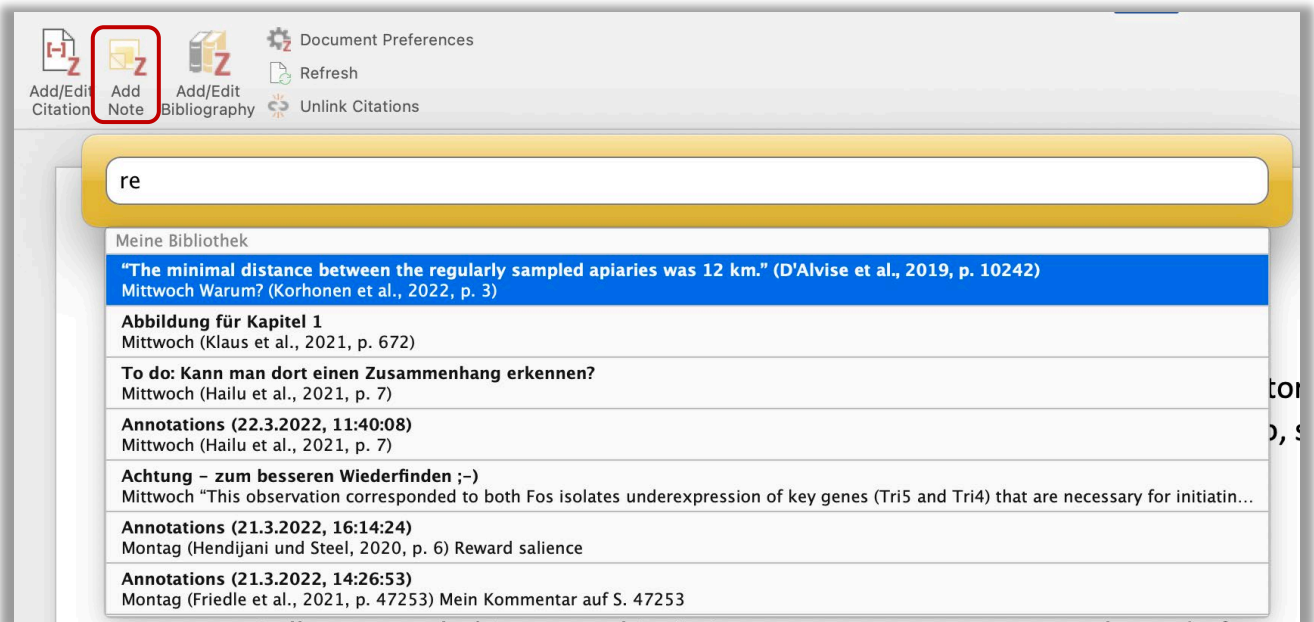 Document Preferences
Add/Edit Citation
Add Note
Add/Edit Bibliography
Refresh
Unlink Citations
re
Meine Bibliothek
“The minimal distance between the regularly sampled apiaries was 12 km.” (D'Alvise et al., 2019, p. 10242)
Mittwoch Warum? (Korhonen et al., 2022, p. 3)
Abbildung für Kapitel 1
Mittwoch (Klaus et al., 2021, p. 672)
To do: Kann man dort einen Zusammenhang erkennen?
Mittwoch (Hailu et al., 2021, p. 7)
Annotations (22.3.2022, 11:40:08)
Mittwoch (Hailu et al., 2021, p. 7)
Achtung – zum besseren Wiederfinden ;-)
Mittwoch “This observation corresponded to both Fos isolates underexpression of key genes (Tri5 and Tri4) that are necessary for initiatin…
Annotations (21.3.2022, 16:14:24)
Montag (Hendijani und Steel, 2020, p. 6) Reward salience
Annotations (21.3.2022, 14:26:53)
Montag (Friedle et al., 2021, p. 47253) Mein Kommentar auf S. 47253